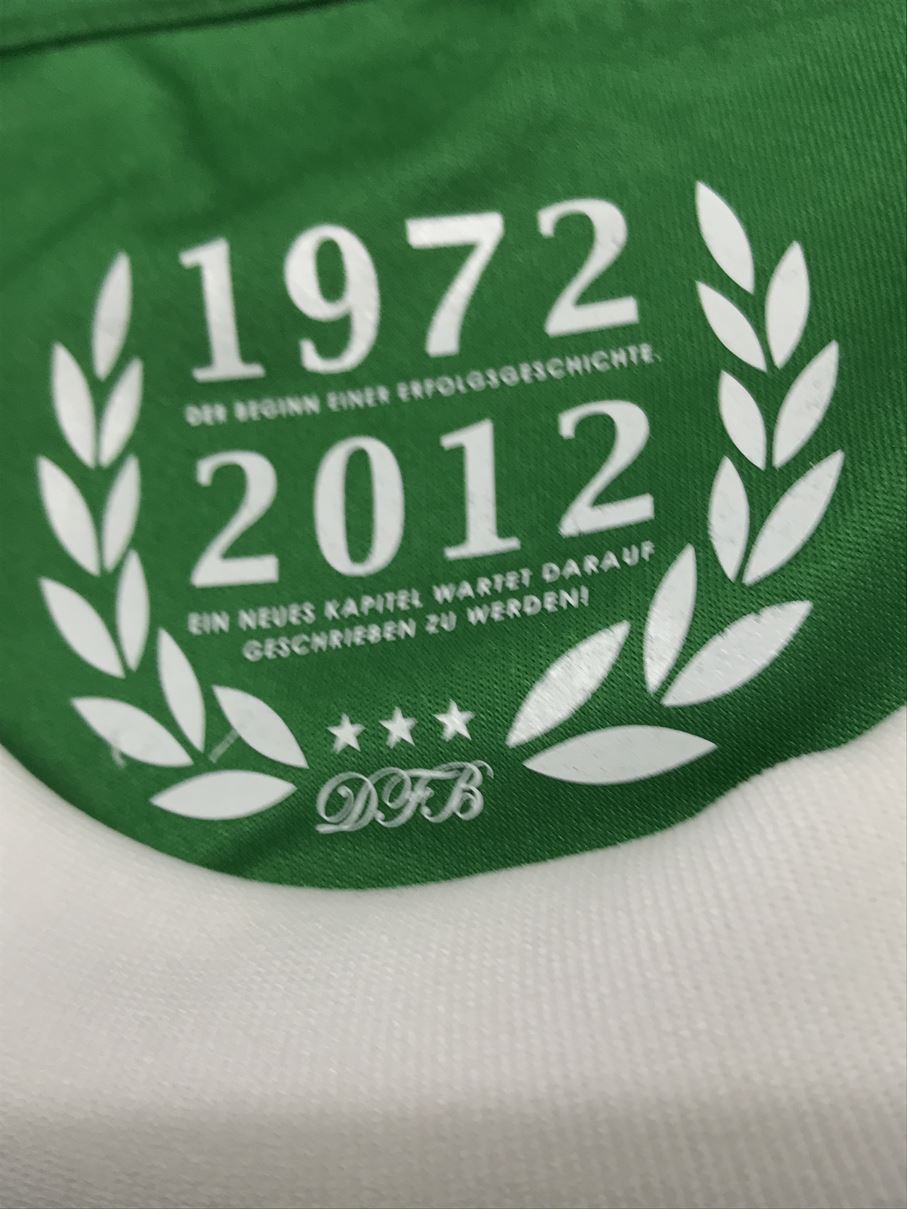 1972
DER BEGINN EINER ERFOLGSGESCHICHTE.
2012
EIN NEUES KAPITEL WARTET DARAUF
GESCHRIEBEN ZU WERDEN!
DFB